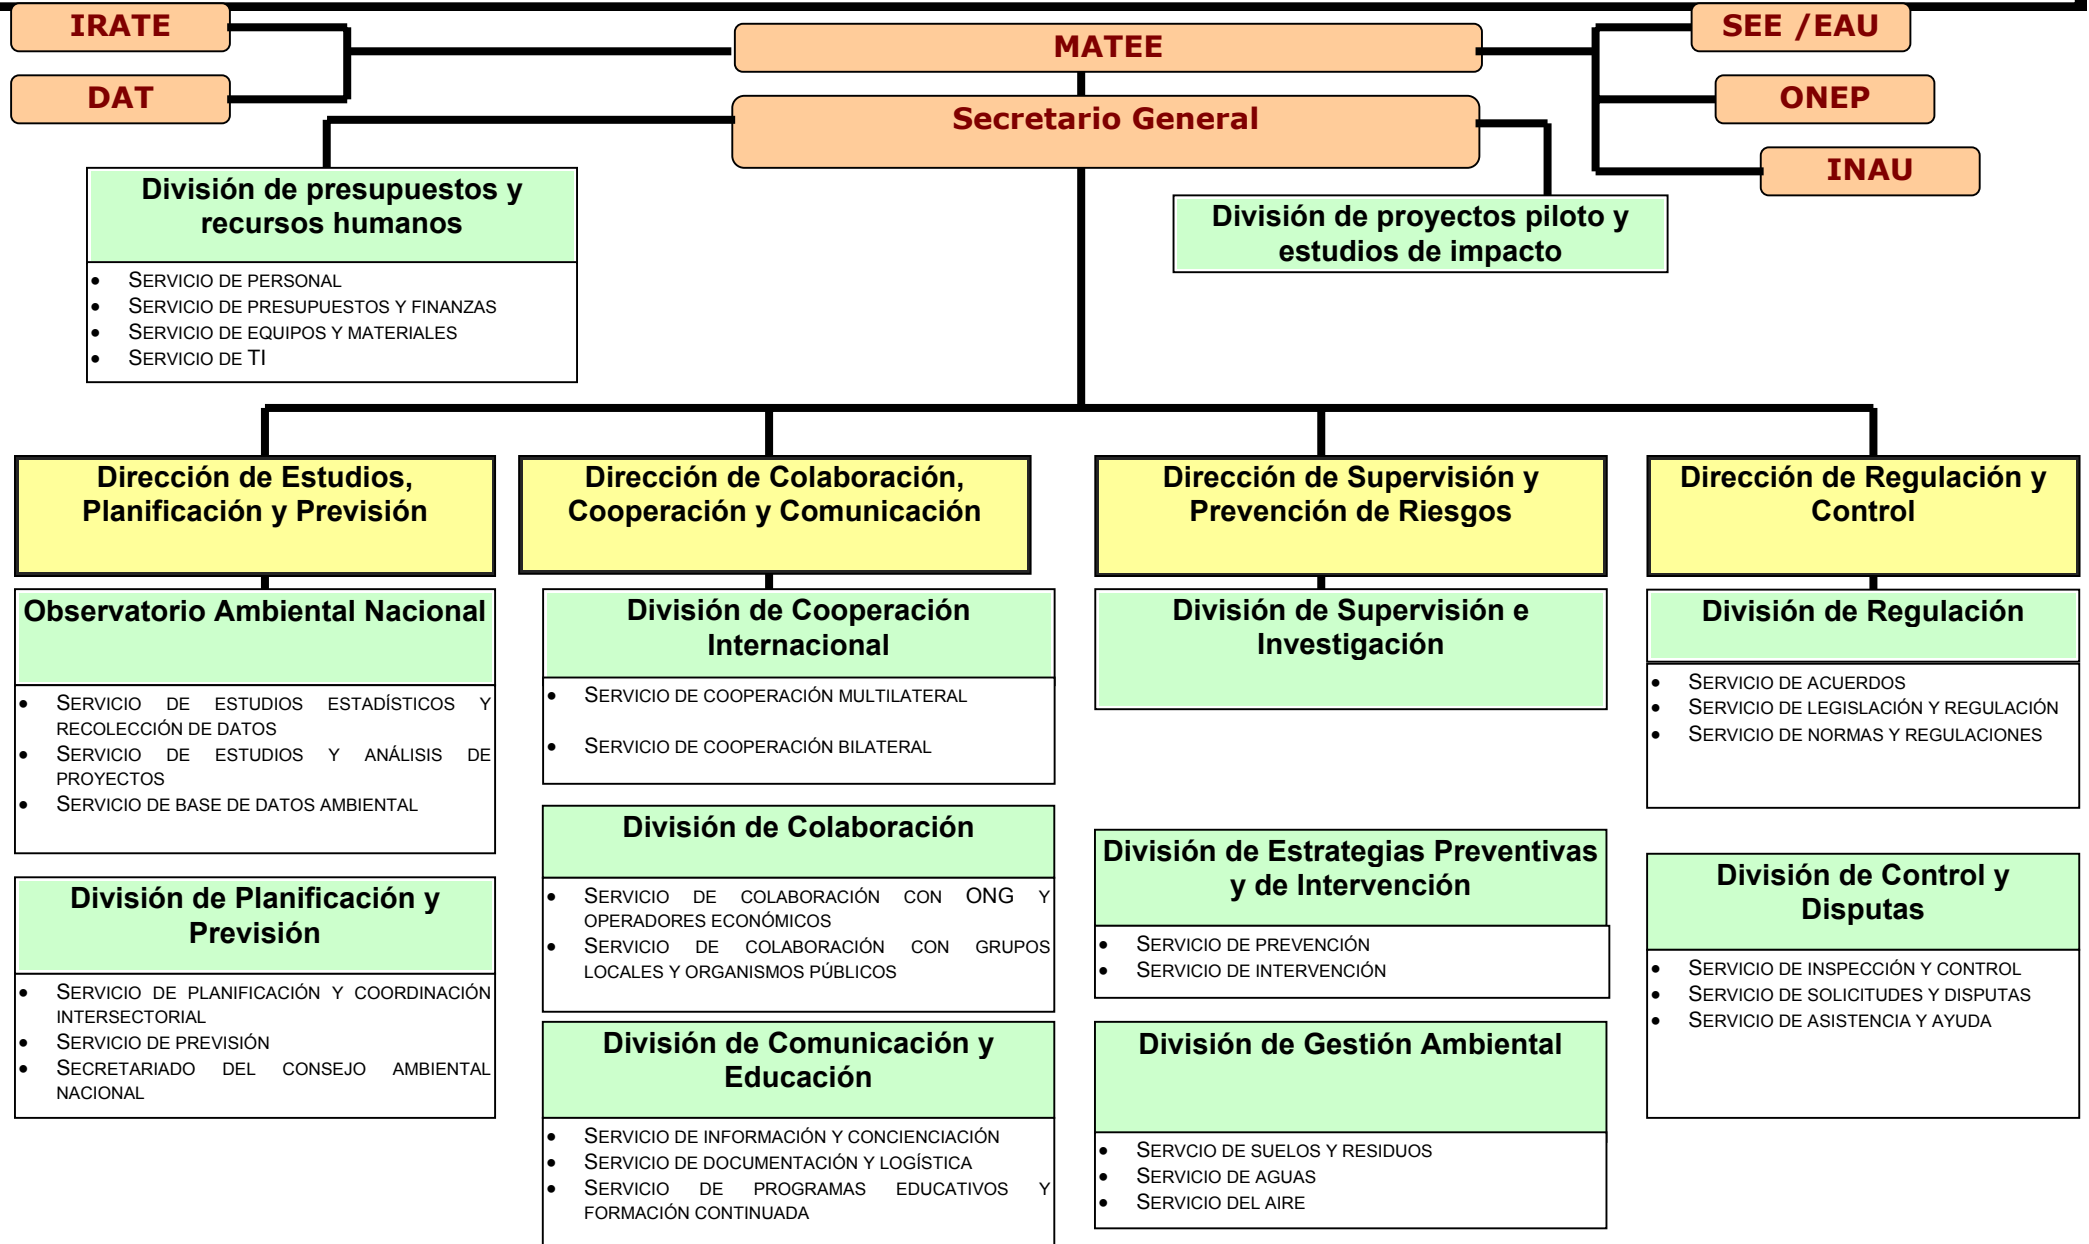 IRATE
DAT
MATEE
Secretario General
SEE /EAU
ONEP
INAU
División de presupuestos y
recursos humanos
• SERVICIO DE PERSONAL
• SERVICIO DE PRESUPUESTOS Y FINANZAS
• SERVICIO DE EQUIPOS Y MATERIALES
• SERVICIO DE TI
División de proyectos piloto y
estudios de impacto
Dirección de Estudios,
Planificación y Previsión
Observatorio Ambiental Nacional
• SERVICIO DE ESTUDIOS ESTADÍSTICOS Y
RECOLECCIÓN DE DATOS
• SERVICIO DE ESTUDIOS Y ANÁLISIS DE
PROYECTOS
• SERVICIO DE BASE DE DATOS AMBIENTAL
División de Planificación y
Previsión
• SERVICIO DE PLANIFICACIÓN Y COORDINACIÓN
INTERSECTORIAL
• SERVICIO DE PREVISIÓN
• SECRETARIADO DEL CONSEJO AMBIENTAL
NACIONAL
Dirección de Colaboración,
Cooperación y Comunicación
División de Cooperación
Internacional
• SERVICIO DE COOPERACIÓN MULTILATERAL
• SERVICIO DE COOPERACIÓN BILATERAL
División de Colaboración
• SERVICIO DE COLABORACIÓN CON ONG Y
OPERADORES ECONÓMICOS
• SERVICIO DE COLABORACIÓN CON GRUPOS
LOCALES Y ORGANISMOS PÚBLICOS
División de Comunicación y
Educación
• SERVICIO DE INFORMACIÓN Y CONCIENCIACIÓN
• SERVICIO DE DOCUMENTACIÓN Y LOGÍSTICA
• SERVICIO DE PROGRAMAS EDUCATIVOS Y
FORMACIÓN CONTINUADA
Dirección de Supervisión y
Prevención de Riesgos
División de Supervisión e
Investigación
División de Estrategias Preventivas
y de Intervención
• SERVICIO DE PREVENCIÓN
• SERVICIO DE INTERVENCIÓN
División de Gestión Ambiental
• SERVCIO DE SUELOS Y RESIDUOS
• SERVICIO DE AGUAS
• SERVICIO DEL AIRE
Dirección de Regulación y
Control
División de Regulación
• SERVICIO DE ACUERDOS
• SERVICIO DE LEGISLACIÓN Y REGULACIÓN
• SERVICIO DE NORMAS Y REGULACIONES
División de Control y
Disputas
• SERVICIO DE INSPECCIÓN Y CONTROL
• SERVICIO DE SOLICITUDES Y DISPUTAS
• SERVICIO DE ASISTENCIA Y AYUDA